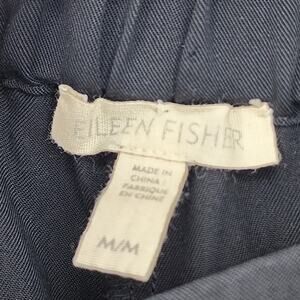 EILEEN FISHER
MADE IN
CHINA
FABRIQUÉ
EN CHINE
M/M